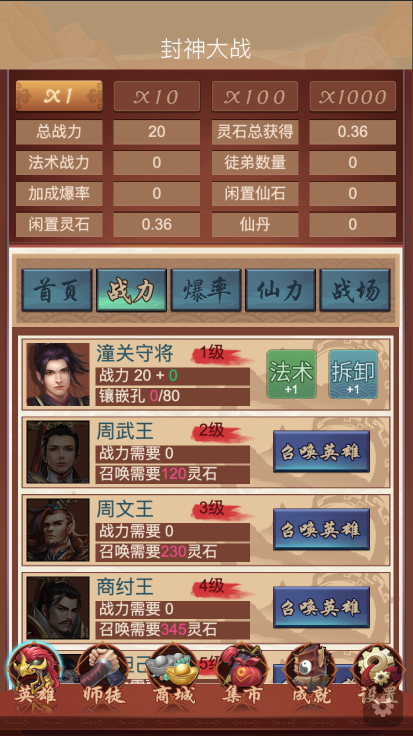 封神大战
X1 X10 X100 X1000
总战力 20 灵石总获得 0.36
法术战力 0 徒弟数量 0
加成爆率 0 闲置仙石 0
闲置灵石 0.36 仙丹 0
首页 战力 爆率 仙力 战场
潼关守将 1级
战力 20 + 0
镶嵌孔 0/80
法术 +1
拆卸 +1
周武王 2级
战力需要 0
召唤需要120灵石
召唤英雄
周文王 3级
战力需要 0
召唤需要230灵石
召唤英雄
商纣王 4级
战力需要 0
召唤需要345灵石
召唤英雄
5级
英雄 师徒 商城 集市 成就 设置